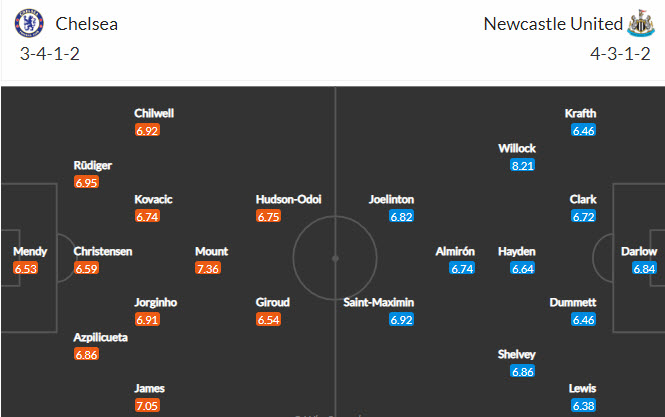 Chelsea
3-4-1-2
Newcastle United
4-3-1-2
Chilwell
6.92
Rüdiger
6.95
Kovacic
6.74
Hudson-Odoi
6.75
Mendy
6.53
Christensen
6.59
Mount
7.36
Jorginho
6.91
Giroud
6.54
Azpilicueta
6.86
James
7.05
Krafth
6.46
Willock
8.21
Joelinton
6.82
Clark
6.72
Almirón
6.74
Hayden
6.64
Darlow
6.84
Saint-Maximin
6.92
Dummett
6.46
Shelvey
6.86
Lewis
6.38